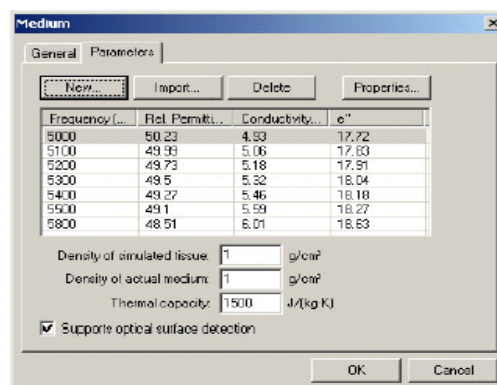 Medium
General Parameters
New... Import... Delete Properties...
Frequency (... Rel. Permitti... Conductivity... e"
5000 50.23 4.93 17.72
5100 49.99 5.06 17.83
5200 49.73 5.18 17.91
5300 49.5 5.32 18.04
5400 49.27 5.46 18.18
5500 49.1 5.59 18.27
5800 48.51 6.01 18.63
Density of simulated tissue: 1 g/cm³
Density of actual medium: 1 g/cm³
Thermal capacity: 1500 J/(kg·K)
Supports optical surface detection
OK Cancel